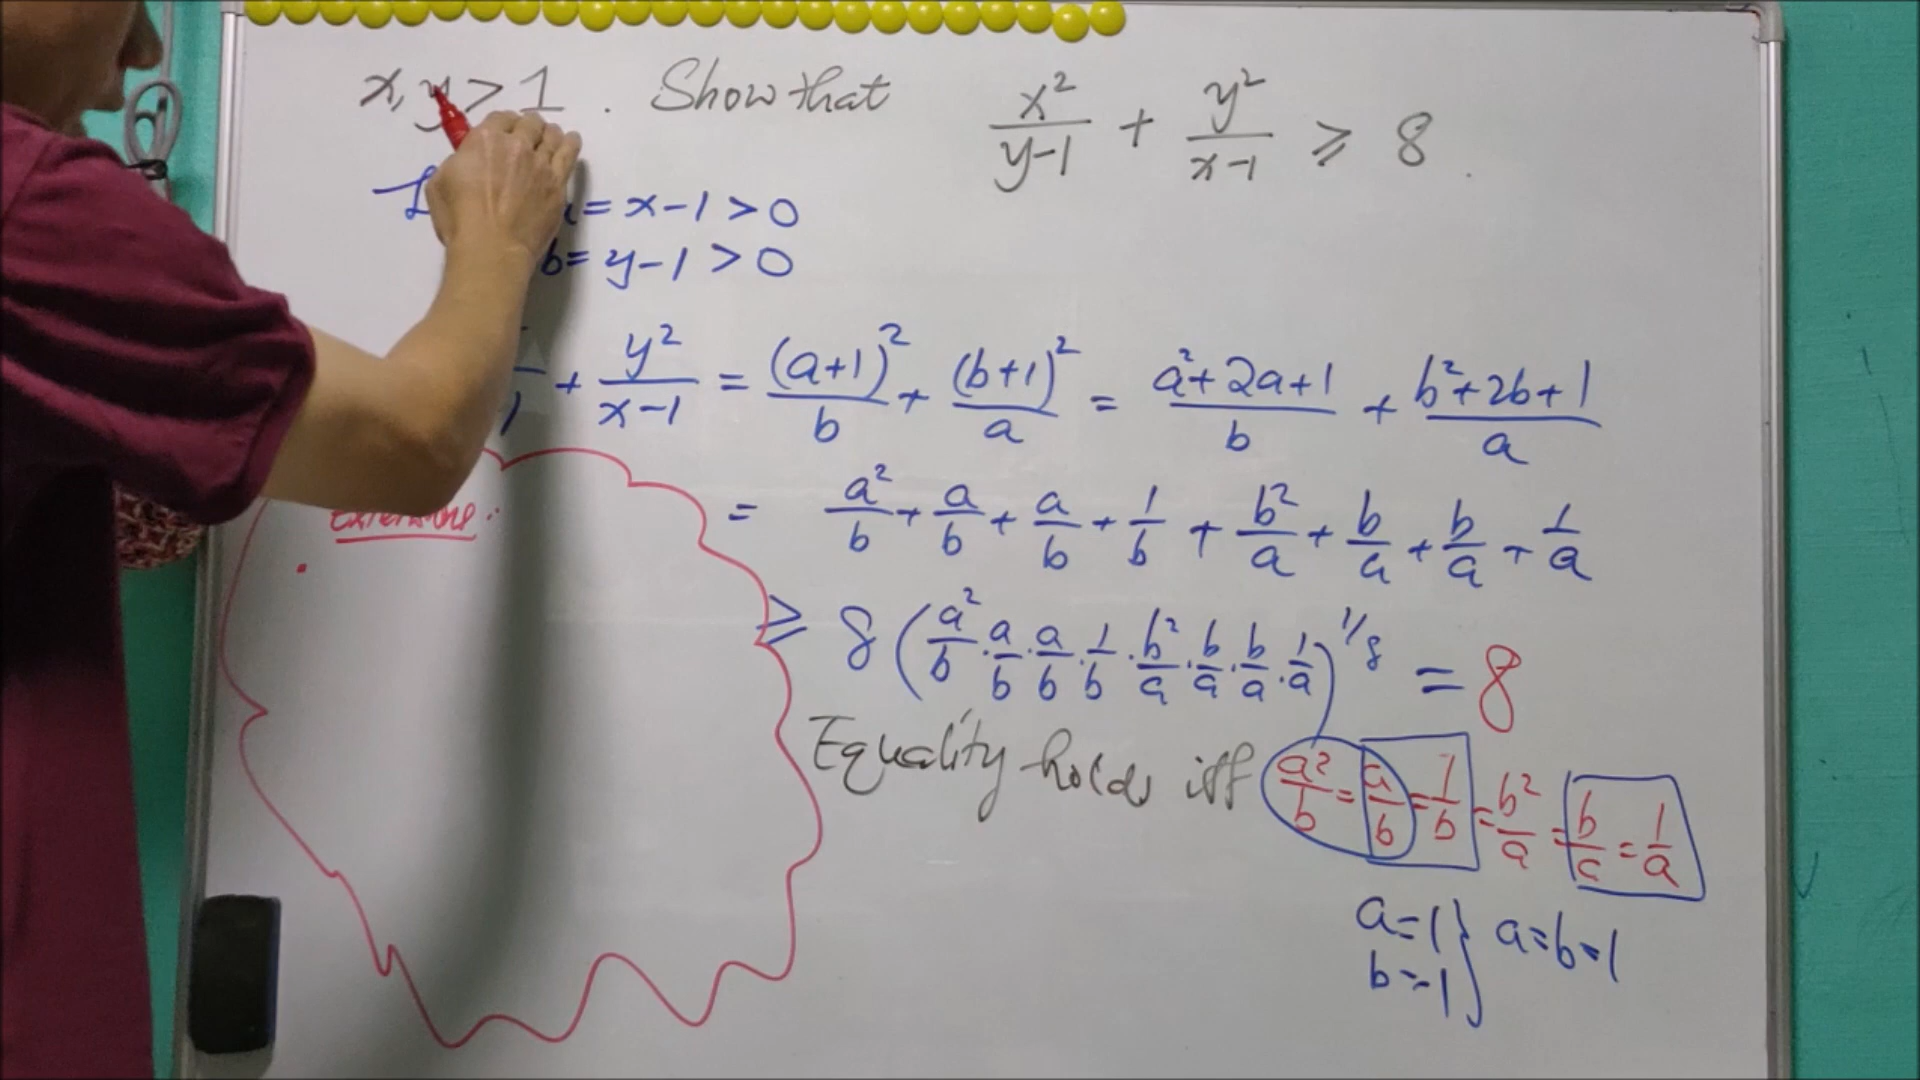 x, y > 1 . Show that x²/(y-1) + y²/(x-1) ≥ 8 .
= x-1 > 0
b = y-1 > 0
+ y²/(x-1) = (a+1)²/b + (b+1)²/a = (a²+2a+1)/b + (b²+2b+1)/a
= a²/b + a/b + a/b + 1/b + b²/a + b/a + b/a + 1/a
≥ 8 (a²/b · a/b · a/b · 1/b · b²/a · b/a · b/a · 1/a)^1/8 = 8
Equality holds iff a²/b = a/b = 1/b = b²/a = b/a = 1/a
a=1 } a=b=1
b=1